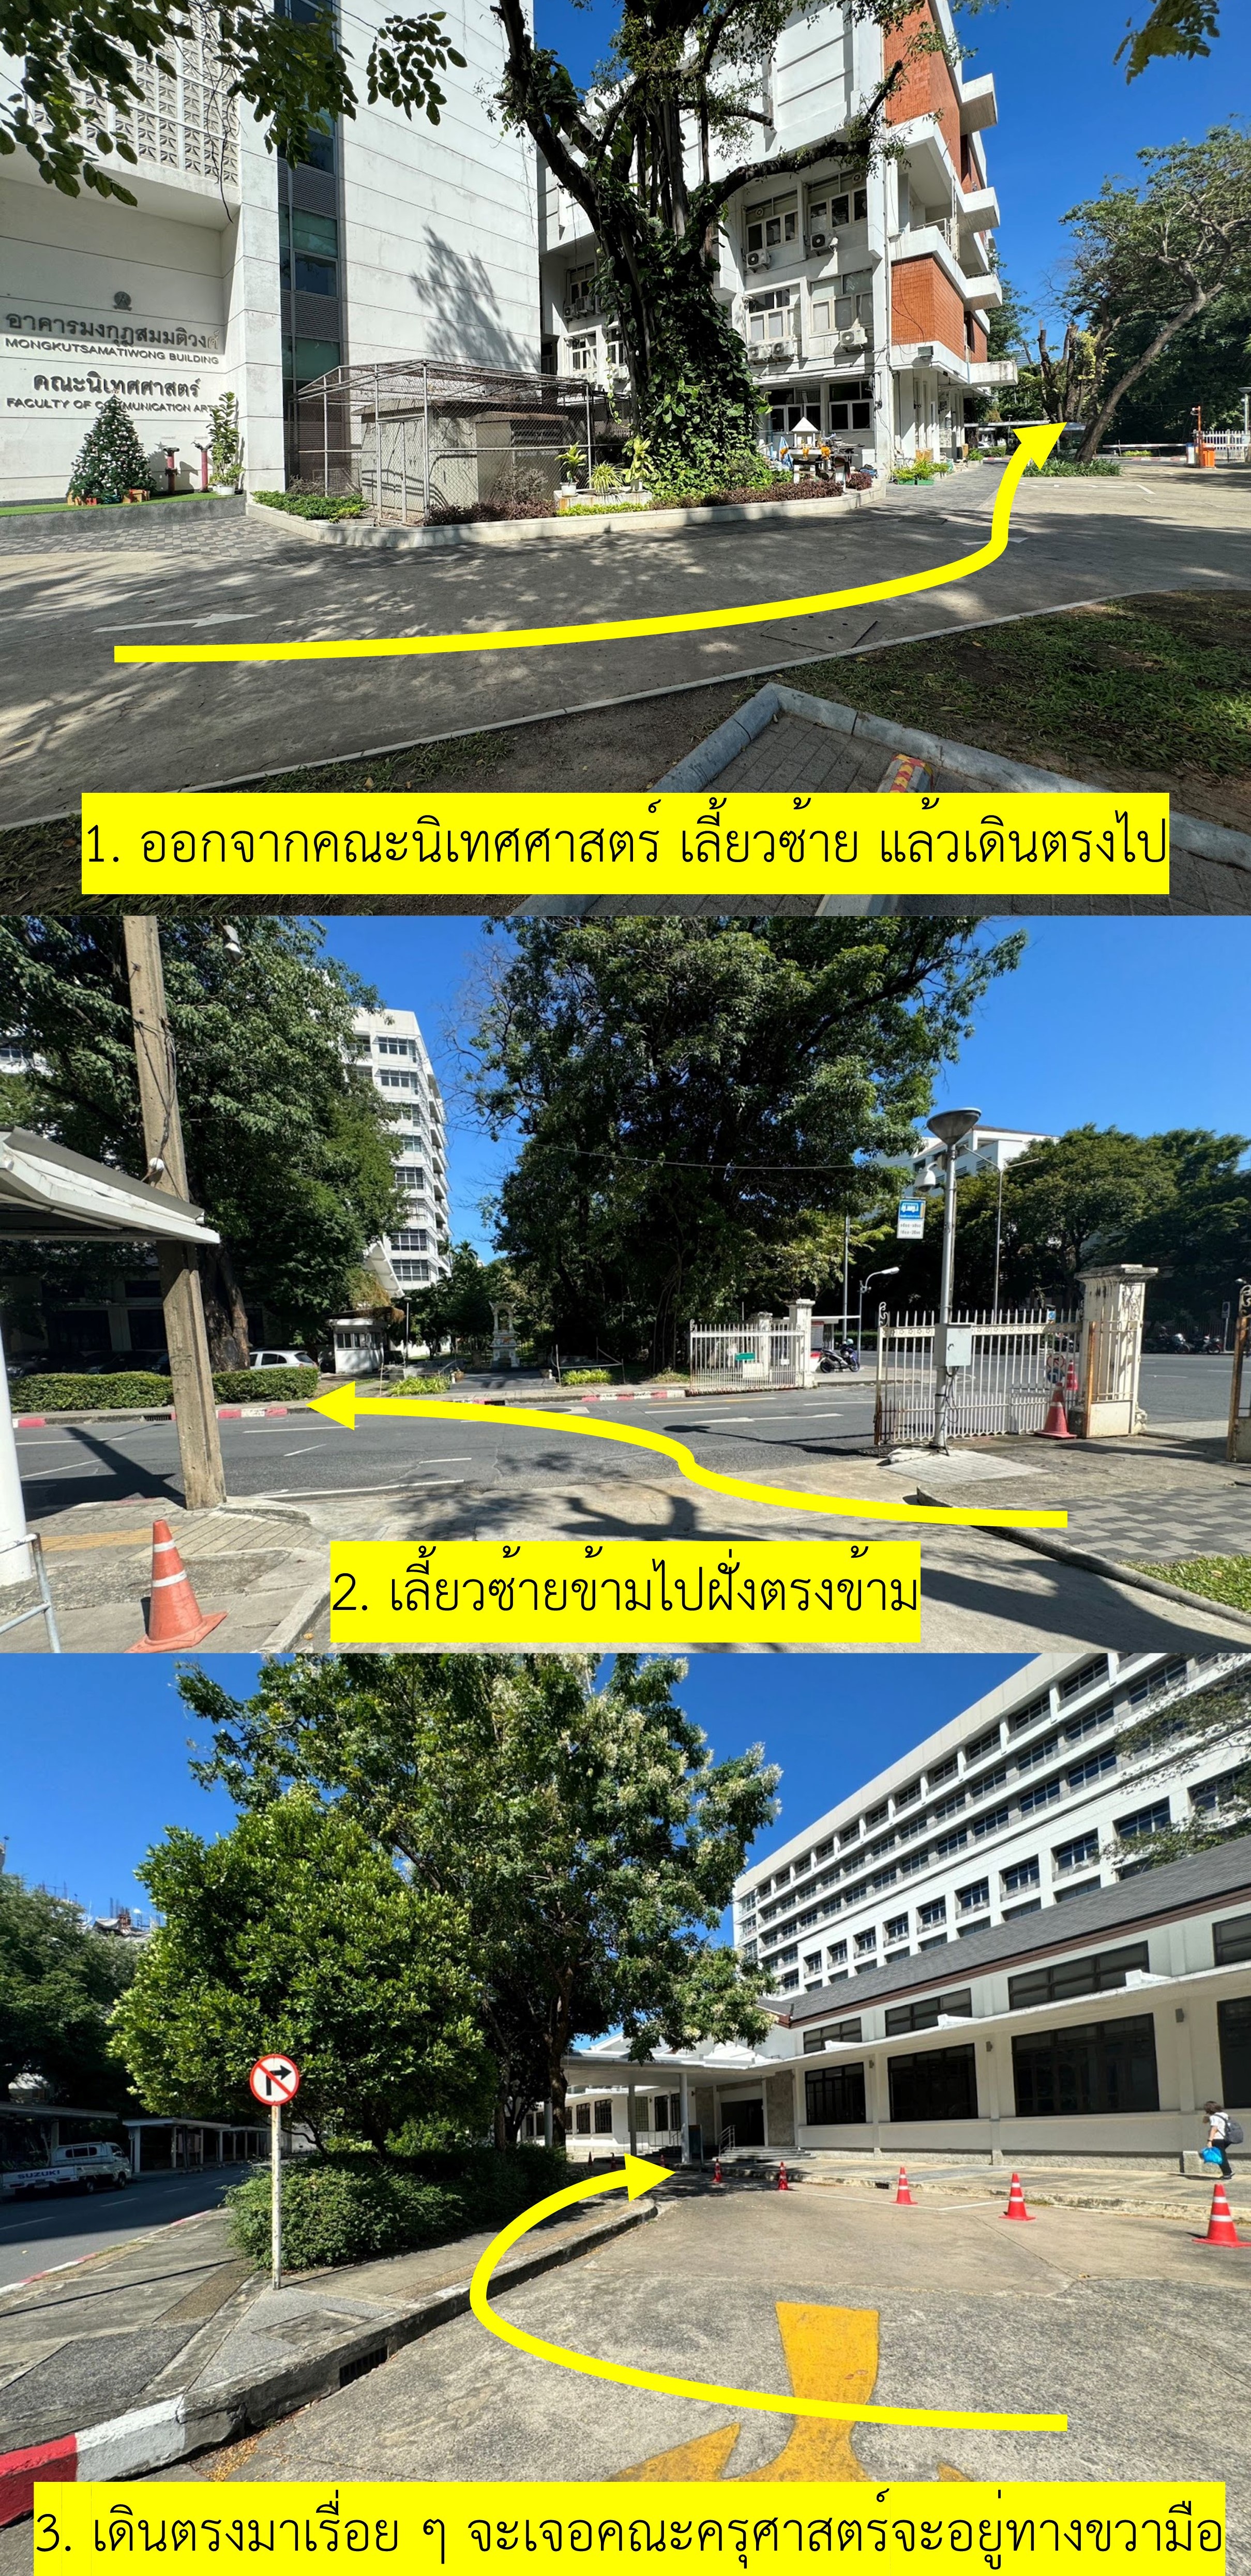 อาคารมงกุฎสมมติวงศ์
MONGKUTSAMATIWONG BUILDING
คณะนิเทศศาสตร์
FACULTY OF COMMUNICATION ARTS
1. ออกจากคณะนิเทศศาสตร์ เลี้ยวซ้าย แล้วเดินตรงไป
2. เลี้ยวซ้ายข้ามไปฝั่งตรงข้าม
SUZUKI
3. เดินตรงมาเรื่อย ๆ จะเจอคณะครุศาสตร์จะอยู่ทางขวามือ